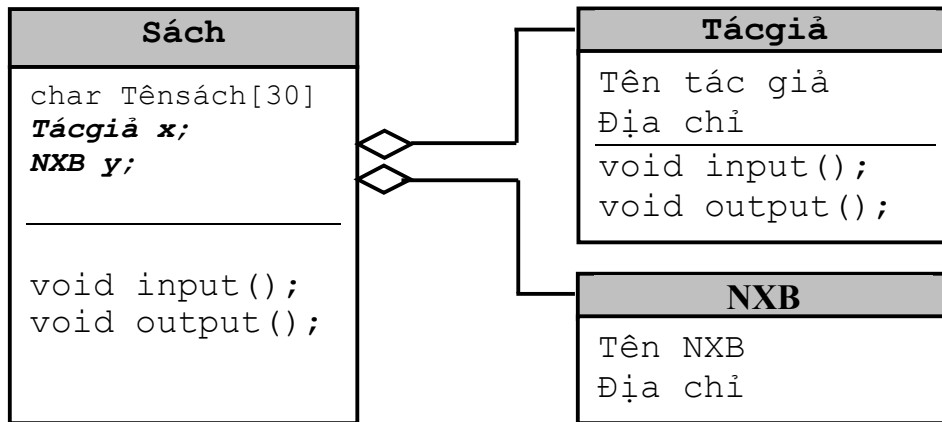 Sách
char Tênsách[30]
Tácgiả x;
NXB y;
void input();
void output();
Tácgiả
Tên tác giả
Địa chỉ
void input();
void output();
NXB
Tên NXB
Địa chỉ